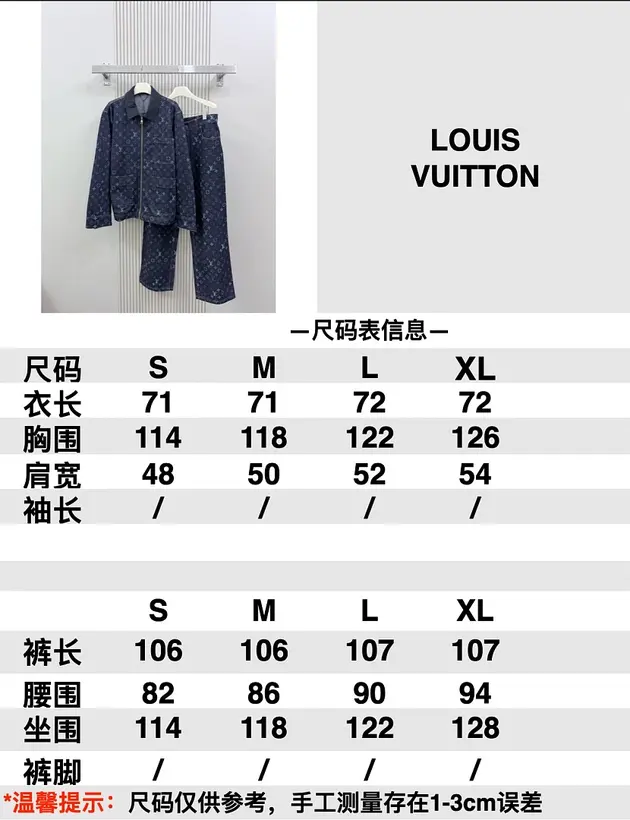 LOUIS
VUITTON
—尺码表信息—
尺码 S M L XL
衣长 71 71 72 72
胸围 114 118 122 126
肩宽 48 50 52 54
袖长 / / / /
S M L XL
裤长 106 106 107 107
腰围 82 86 90 94
坐围 114 118 122 128
裤脚 / / / /
*温馨提示：尺码仅供参考，手工测量存在1-3cm误差